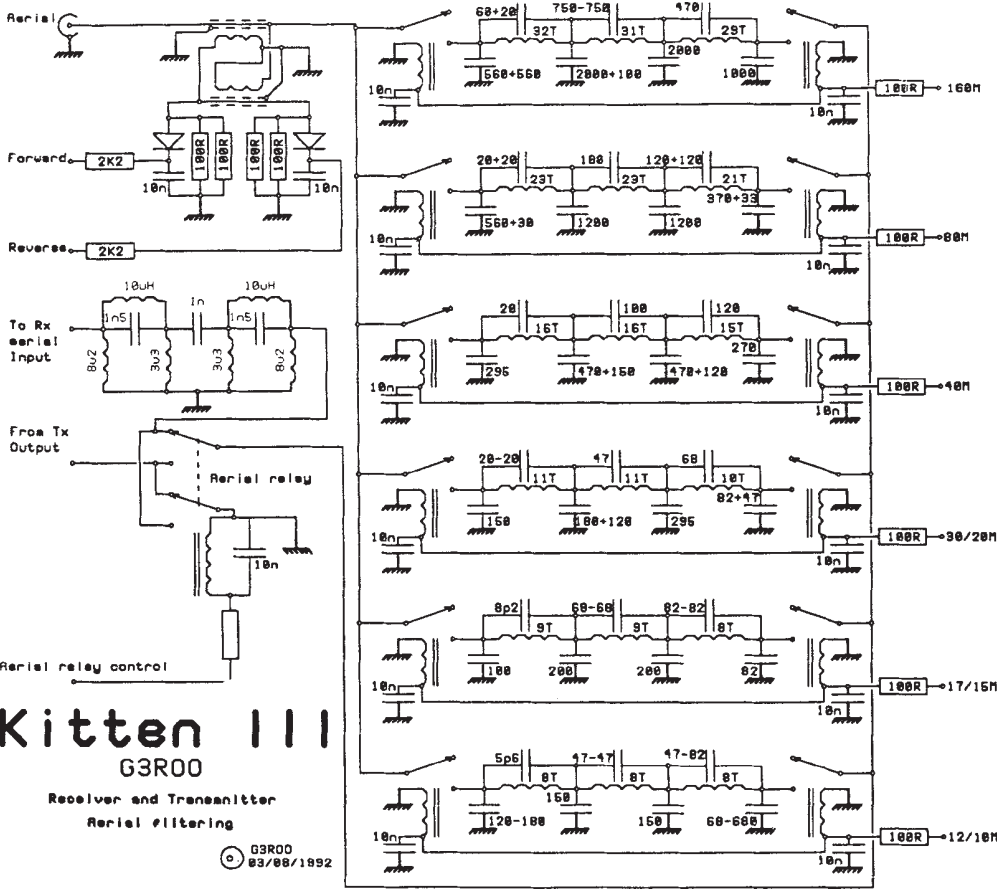 Aerial
60+20 750-750 470
32T 31T 29T
2000
560+560 2000+100 1000
10n 10n
100R 160M
100R 100R 100R 100R
Forward 2K2
10n 10n
Reverse 2K2
20+20 180 120+120
23T 23T 21T
370+33
560+30 1200 1200
10n 10n
100R 80M
10uH 1n 10uH
1n5 1n5
To Rx
aerial
Input
8u2 3u3 3u3 8u2
20 100 120
16T 16T 15T
270
295 470+150 470+120
10n 10n
100R 40M
From Tx
Output
Aerial relay
10n
20-20 47 68
11T 11T 10T
82+47
150 180+120 295
10n 10n
100R 30/20M
8p2 68-68 82-82
9T 9T 8T
100 200 200 82
10n 10n
100R 17/15M
Aerial relay control
Kitten III
G3ROO
Receiver and Transmitter
Aerial filtering
G3ROO
03/08/1992
5p6 47-47 47-82
8T 8T 8T
150
120-180 150 68-680
10n 10n
100R 12/10M